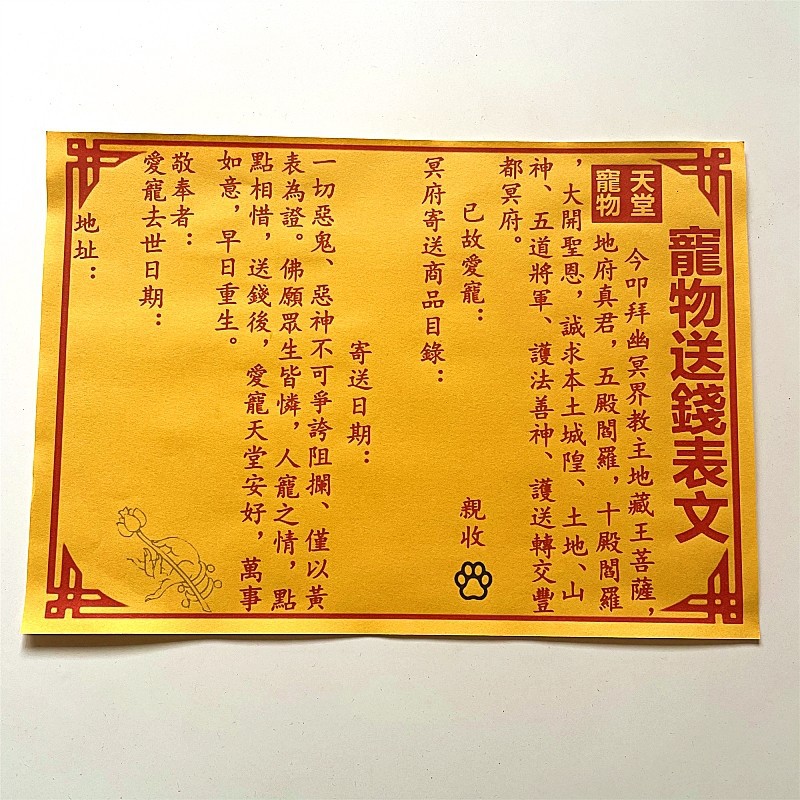 寵物送錢表文
天堂
寵物
今叩拜幽冥界教主地藏王菩薩，
地府真君，五殿閻羅，十殿閻羅
，大開聖恩，誠求本土城隍、土地、山
神、五道將軍、護法善神、護送轉交豐
都冥府。
已故愛寵： 親收
冥府寄送商品目錄：
寄送日期：
一切惡鬼、惡神不可爭誇阻攔、僅以黃
表為證。佛願眾生皆憐，人寵之情，點
點相惜，送錢後，愛寵天堂安好，萬事
如意，早日重生。
敬奉者：
愛寵去世日期：
地址：